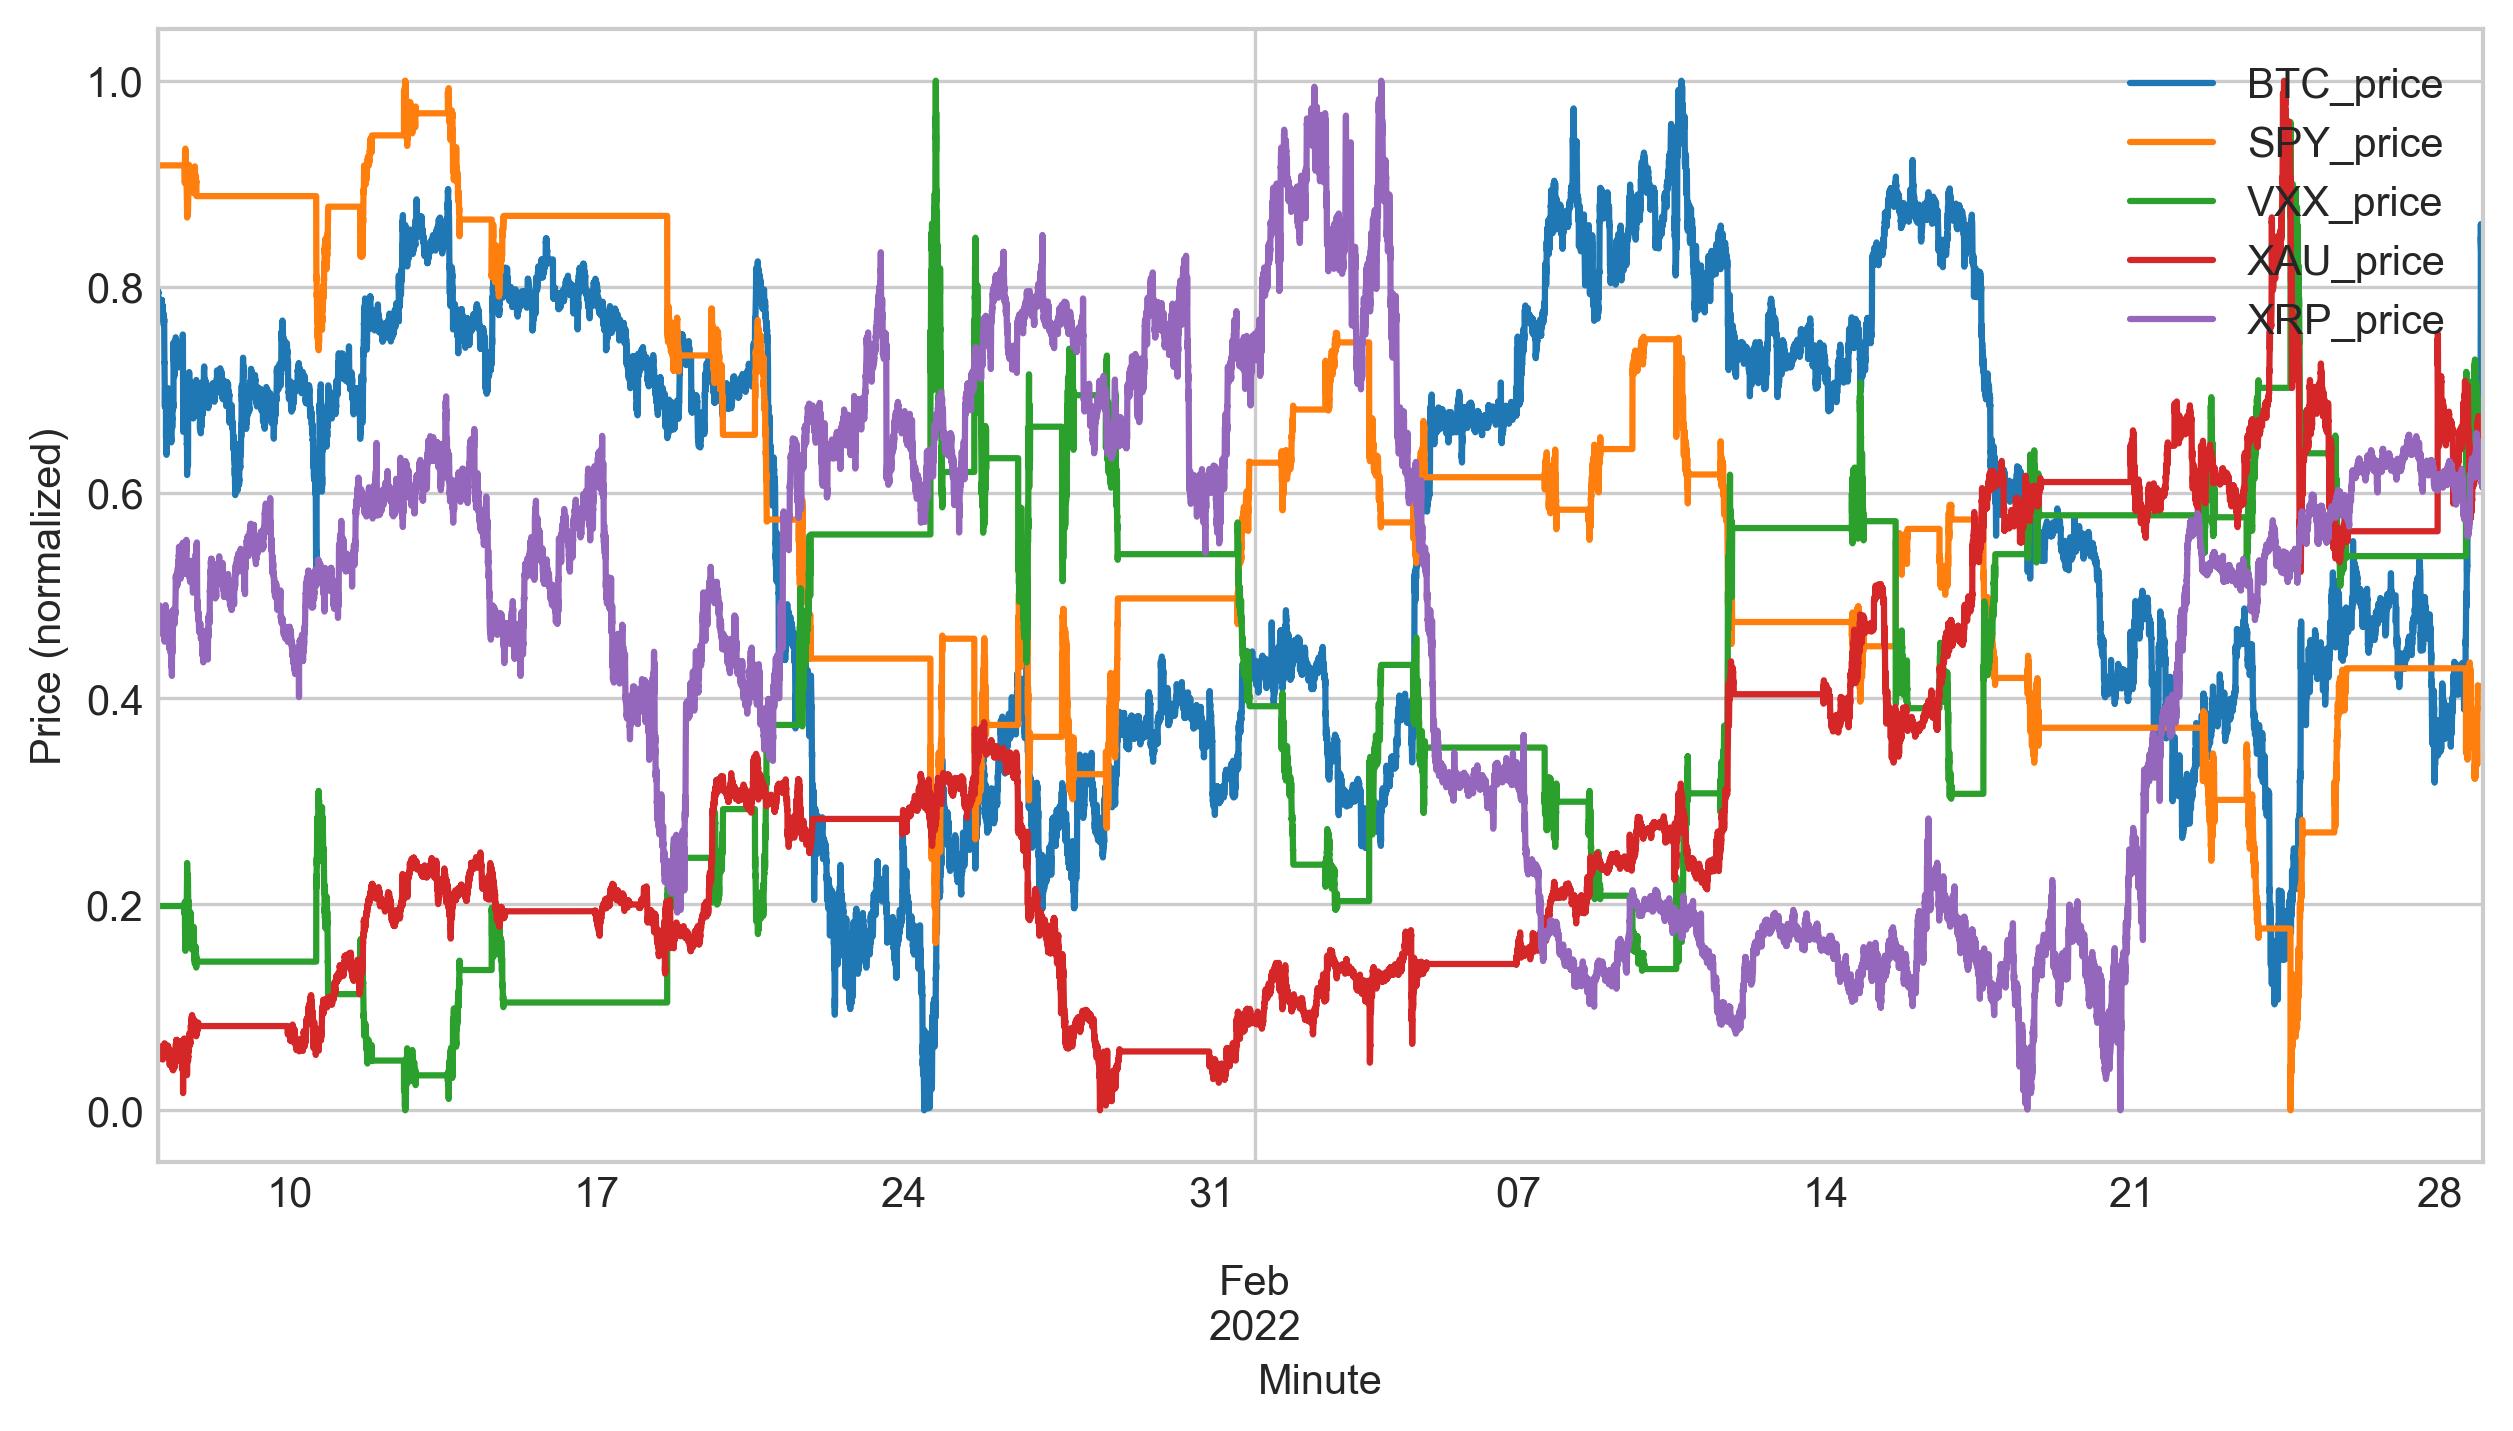 Price (normalized)
1.0
0.8
0.6
0.4
0.2
0.0
BTC_price
SPY_price
VXX_price
XAU_price
XRP_price
10 17 24 31 07 14 21 28
Feb
2022
Minute